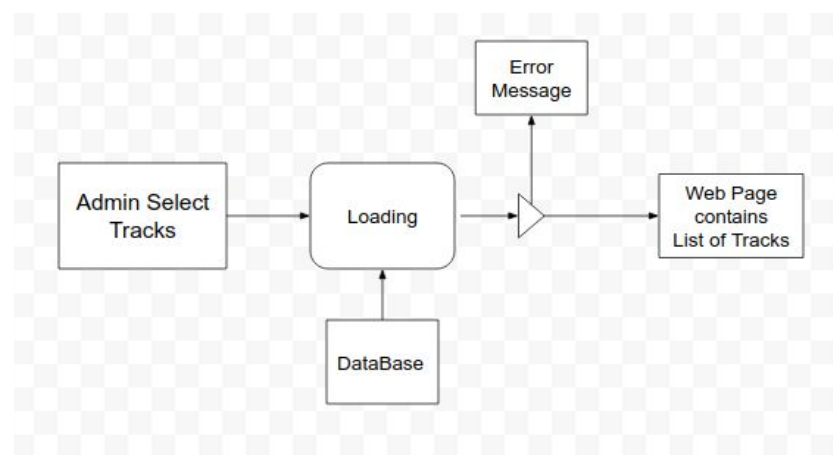 Error
Message
Admin Select
Tracks
Loading
Web Page
contains
List of Tracks
DataBase